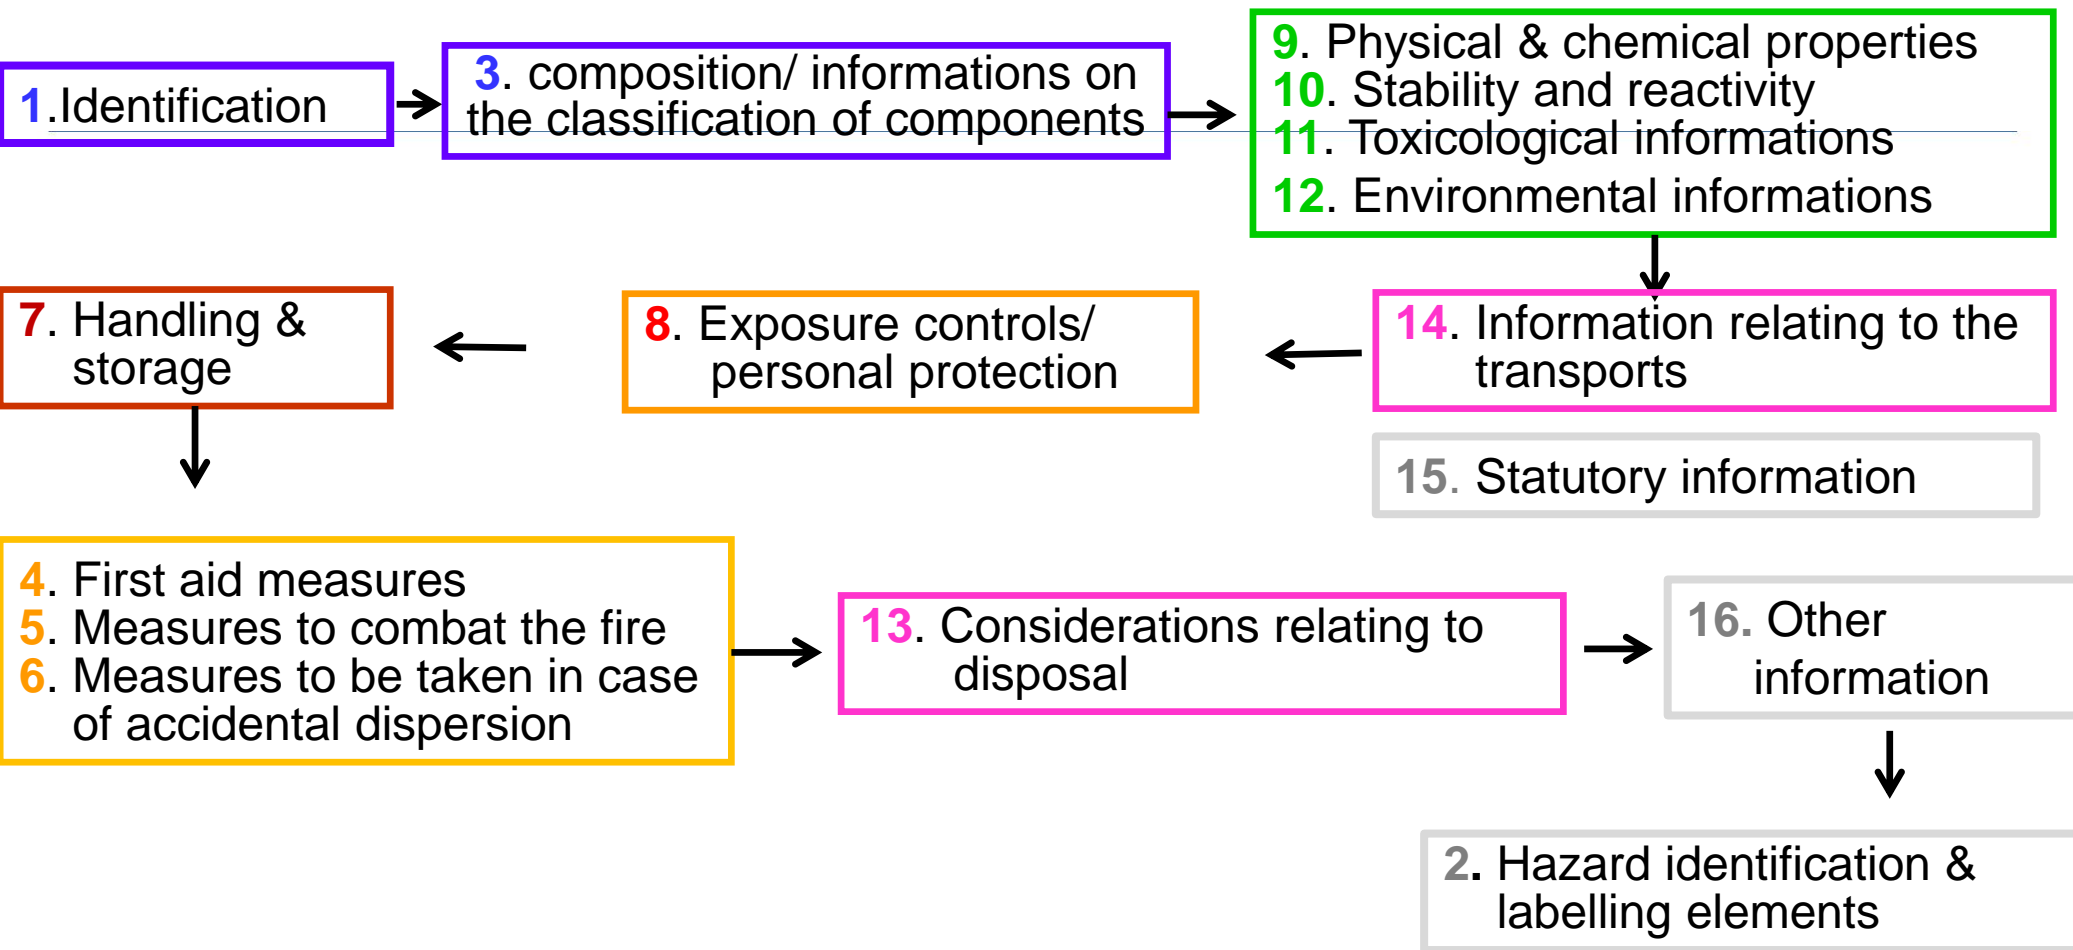 1.Identification
3. composition/ informations on
the classification of components
9. Physical & chemical properties
10. Stability and reactivity
11. Toxicological informations
12. Environmental informations
7. Handling &
storage
8. Exposure controls/
personal protection
14. Information relating to the
transports
15. Statutory information
4. First aid measures
5. Measures to combat the fire
6. Measures to be taken in case
of accidental dispersion
13. Considerations relating to
disposal
16. Other
information
2. Hazard identification &
labelling elements